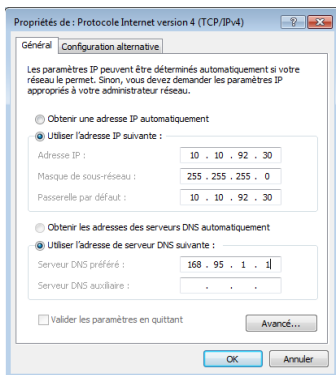 Propriétés de : Protocole Internet version 4 (TCP/IPv4)
Général
Configuration alternative
Les paramètres IP peuvent être déterminés automatiquement si votre
réseau le permet. Sinon, vous devez demander les paramètres IP
appropriés à votre administrateur réseau.
Obtenir une adresse IP automatiquement
Utiliser l'adresse IP suivante :
Adresse IP : 10 . 10 . 92 . 30
Masque de sous-réseau : 255 . 255 . 255 . 0
Passerelle par défaut : 10 . 10 . 92 . 30
Obtenir les adresses des serveurs DNS automatiquement
Utiliser l'adresse de serveur DNS suivante :
Serveur DNS préféré : 168 . 95 . 1 . 1
Serveur DNS auxiliaire : . . .
Valider les paramètres en quittant
Avancé...
OK
Annuler